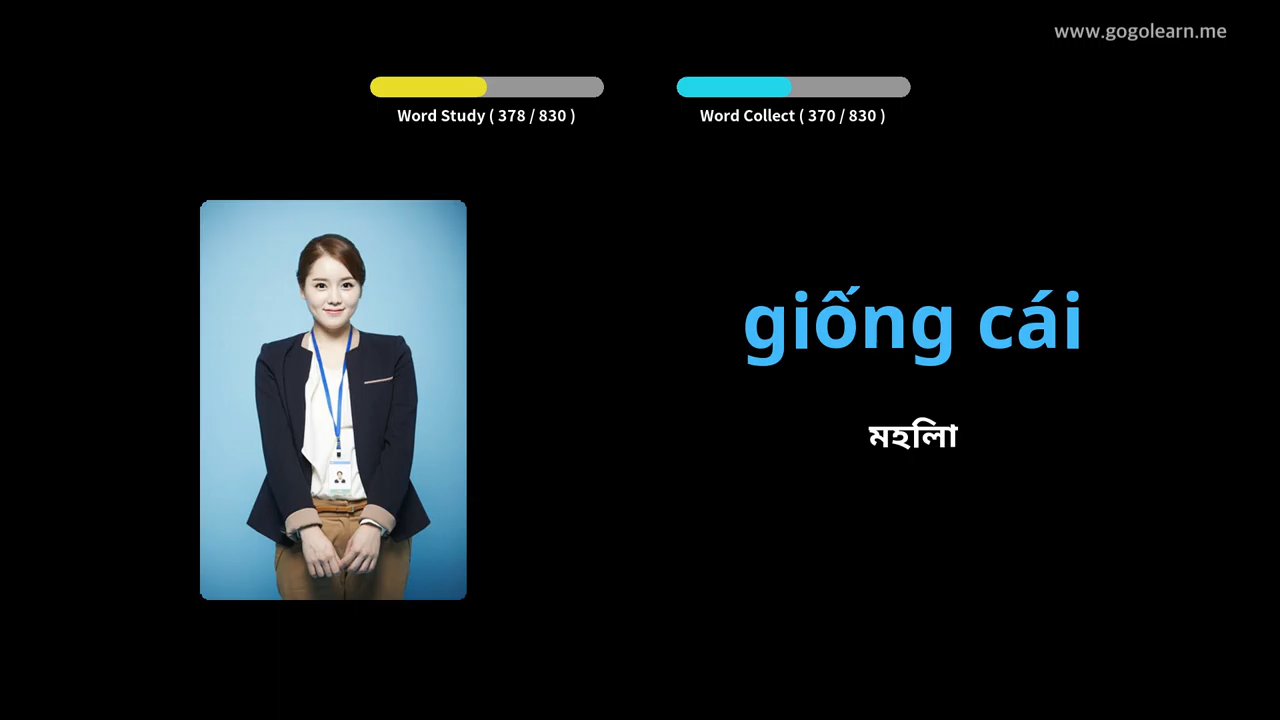 www.gogolearn.me
Word Study ( 378 / 830 )
Word Collect ( 370 / 830 )
giống cái
মহিলা